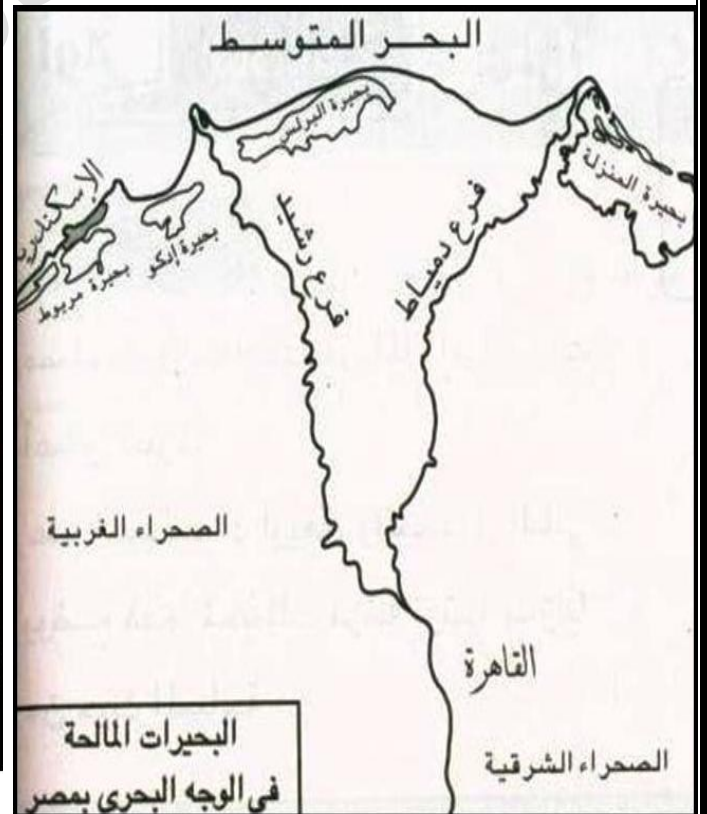 البحر المتوسط
بحيرة البرلس
بحيرة المنزلة
الإسكندرية
بحيرة إدكو
بحيرة مريوط
فرع رشيد
فرع دمياط
الصحراء الغربية
القاهرة
الصحراء الشرقية
البحيرات المالحة
في الوجه البحرى بمصر